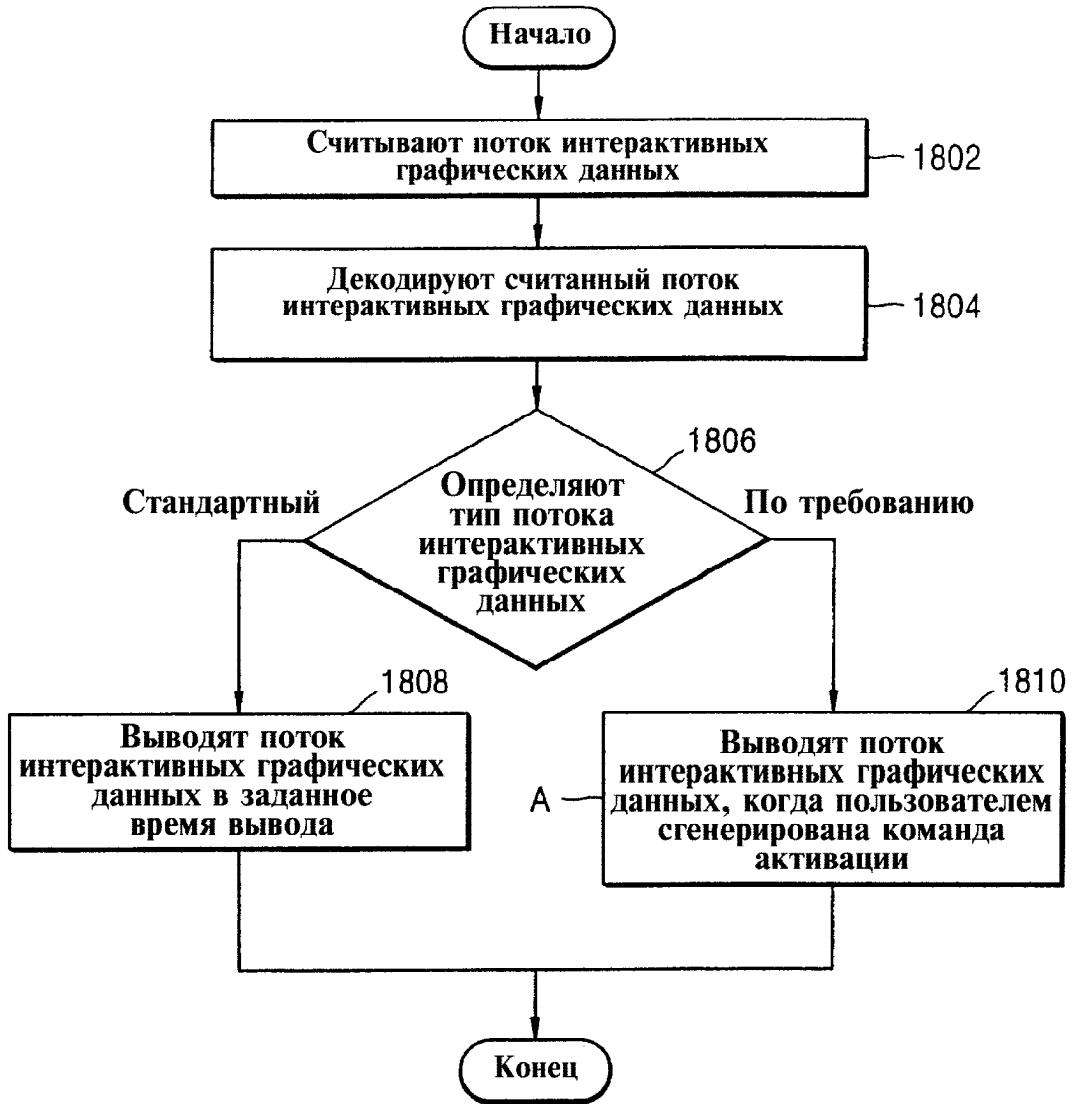 Начало
Считывают поток интерактивных
графических данных
1802
Декодируют считанный поток
интерактивных графических данных
1804
1806
Стандартный
Определяют
тип потока
интерактивных
графических
данных
По требованию
1808
Выводят поток
интерактивных графических
данных в заданное
время вывода
1810
A
Выводят поток
интерактивных графических
данных, когда пользователем
сгенерирована команда
активации
Конец